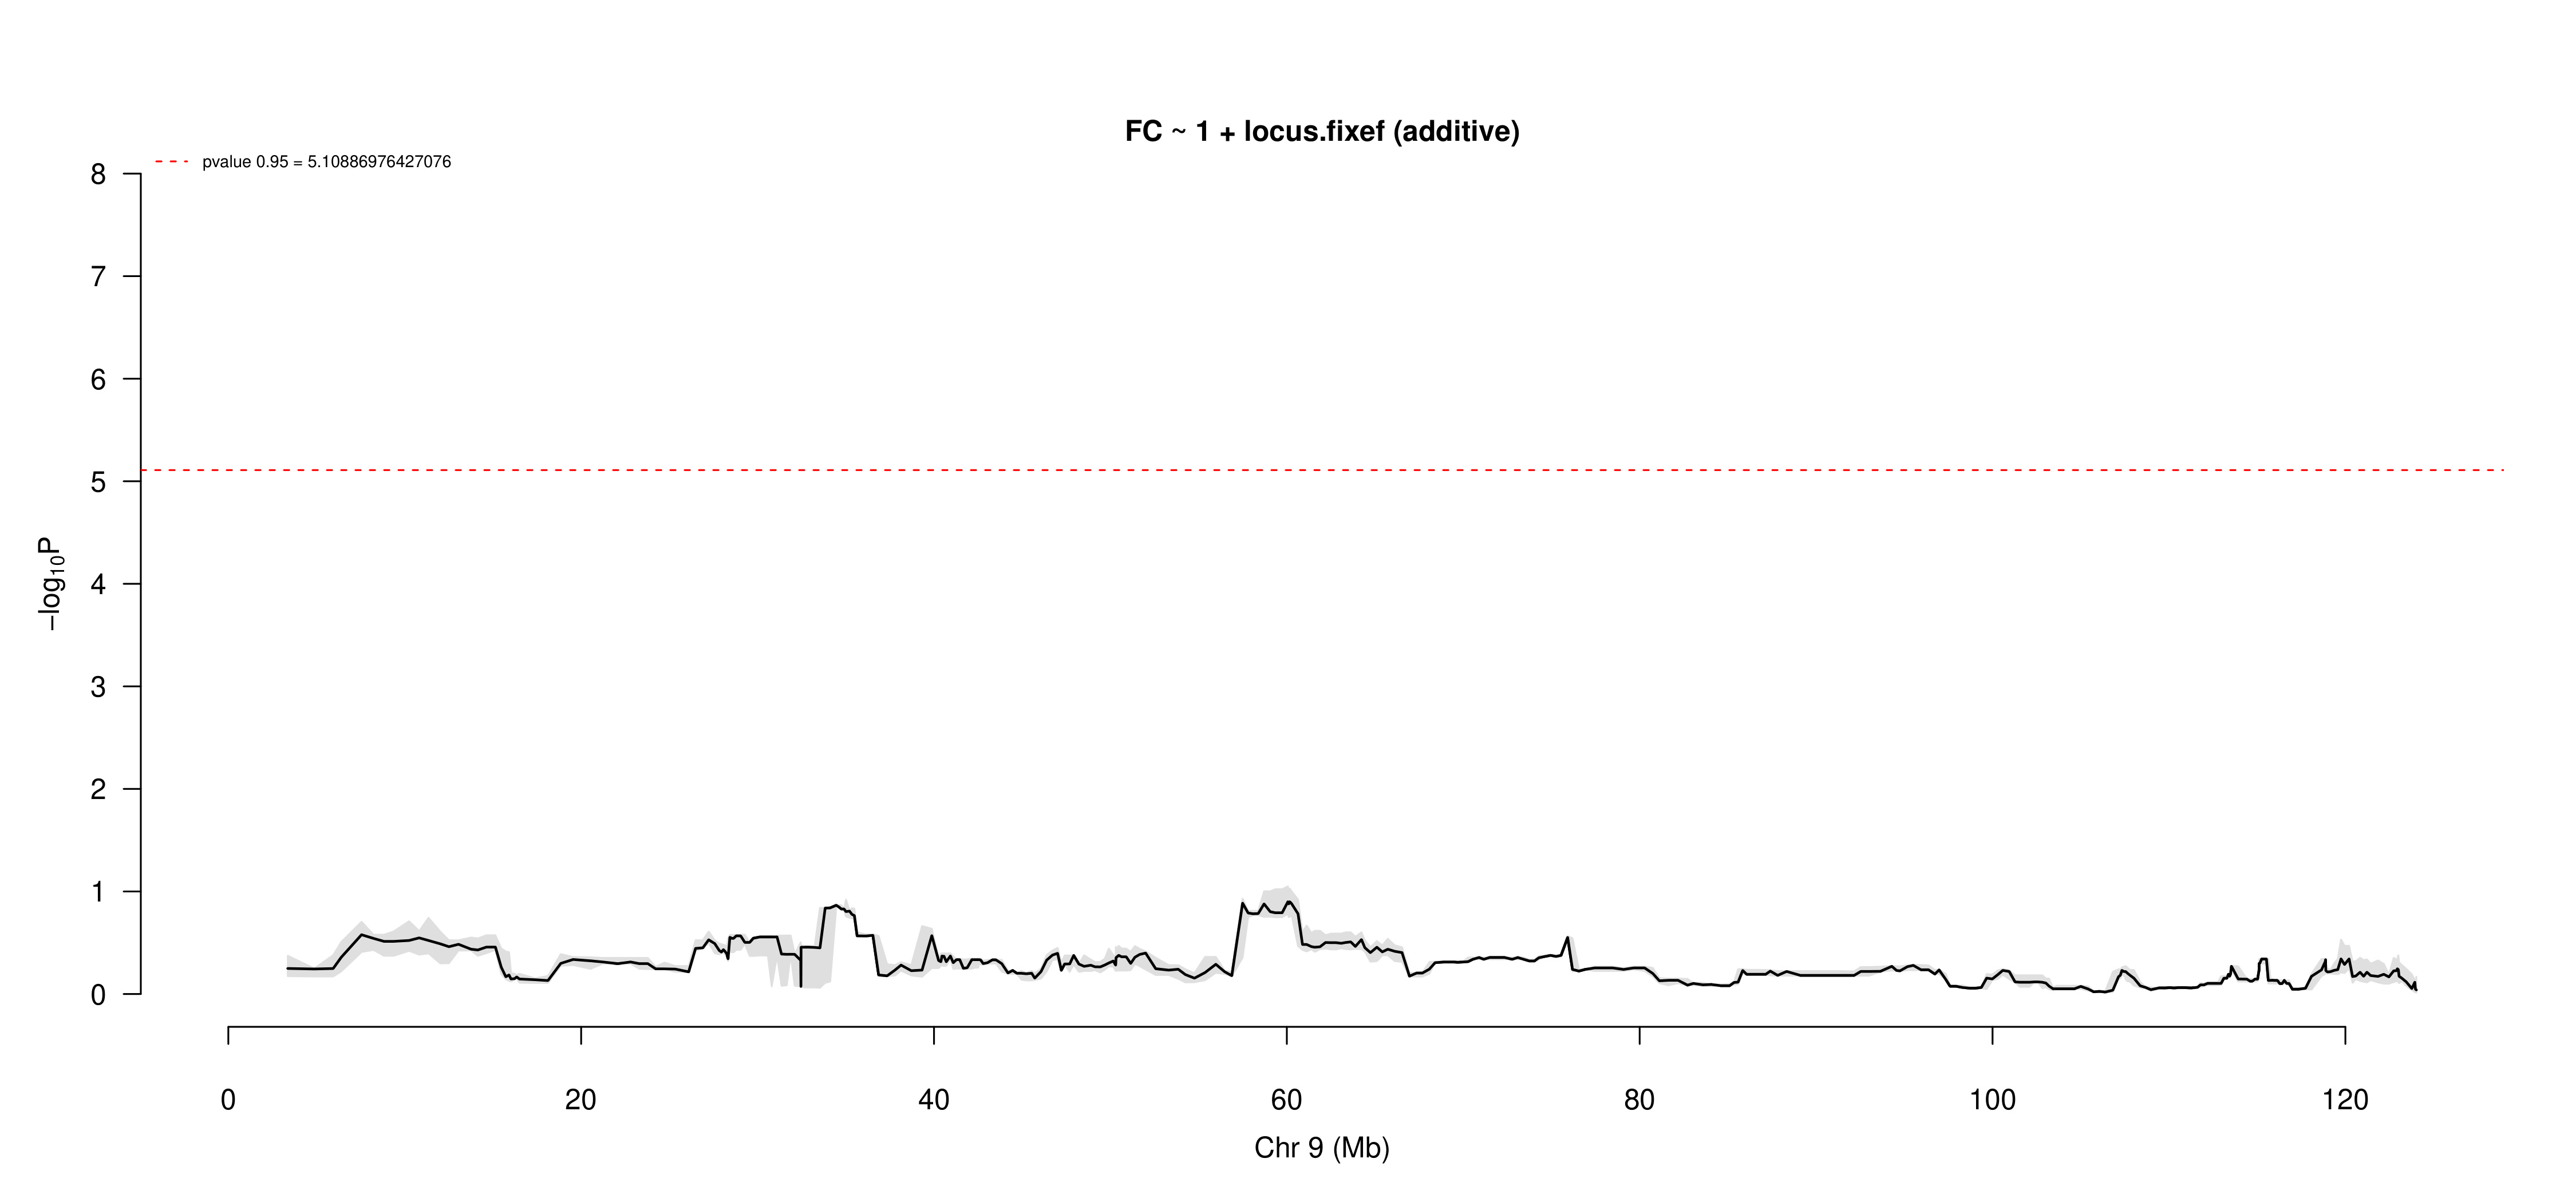 FC ~ 1 + locus.fixef (additive)
pvalue 0.95 = 5.10886976427076
8
7
6
5
4
3
2
1
0
−log10P
0 20 40 60 80 100 120
Chr 9 (Mb)